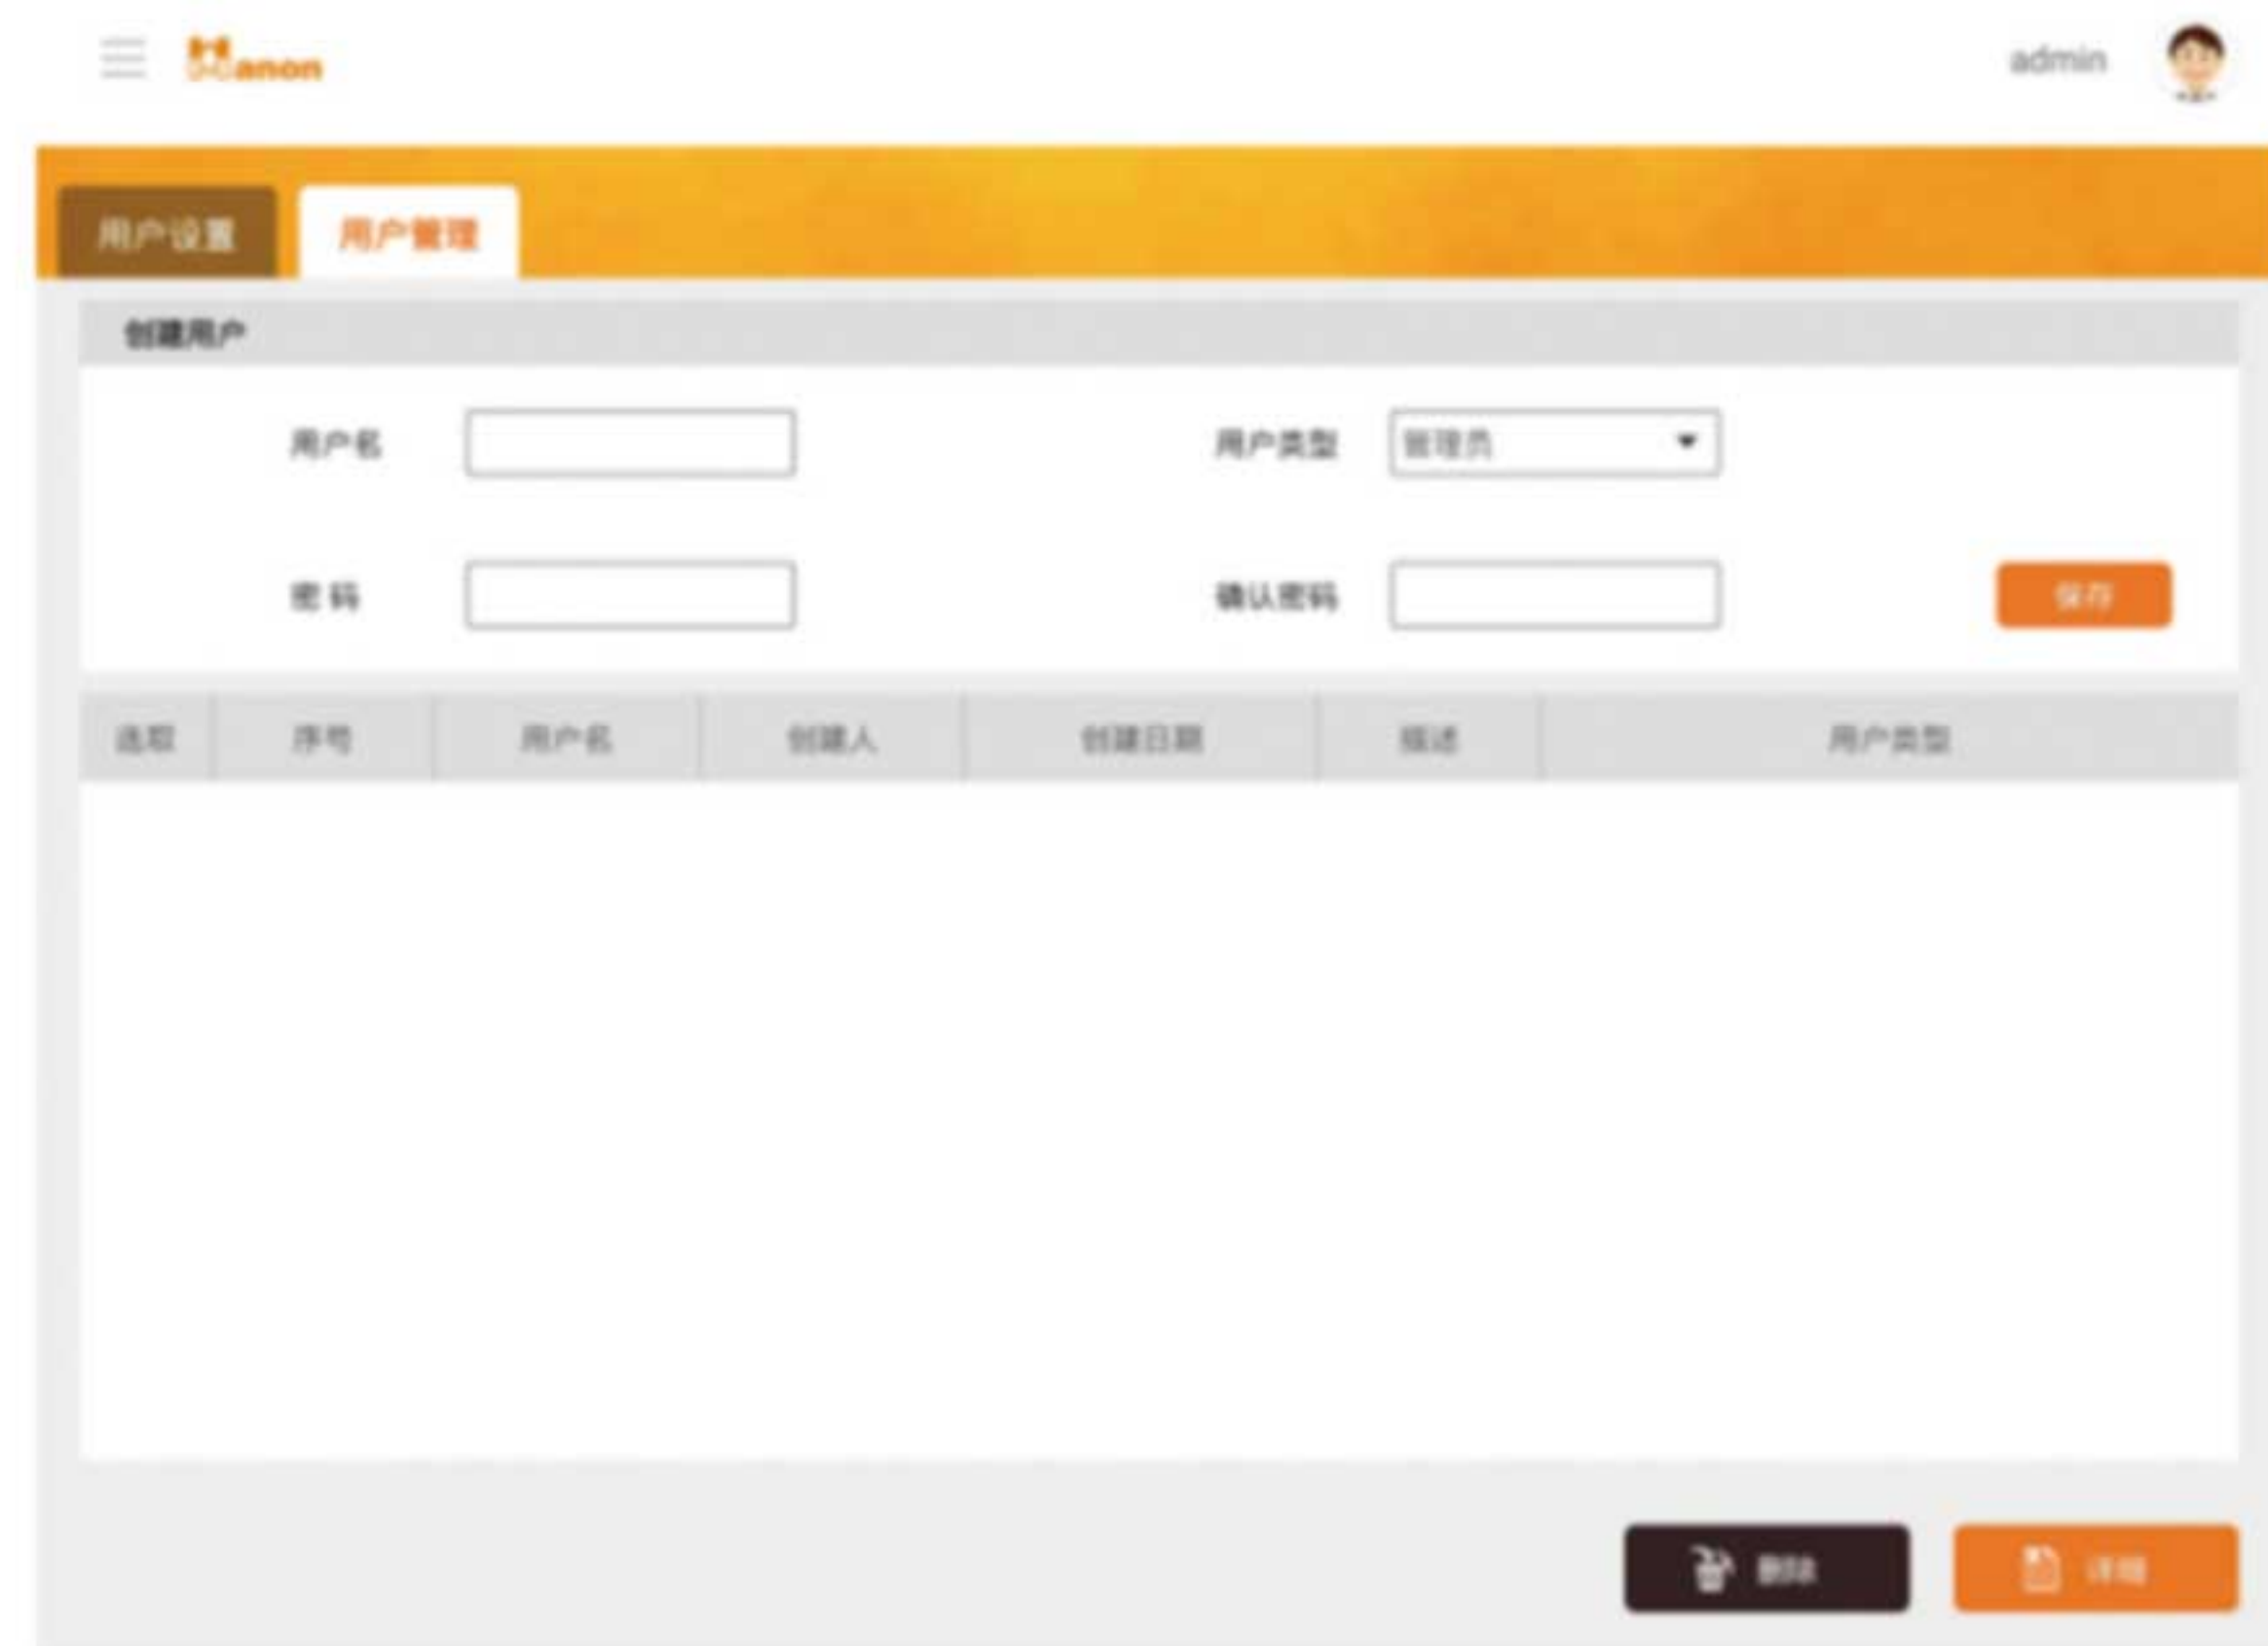 Hanon
admin
用户设置 用户管理
创建用户
用户名 用户类型 管理员
密 码 确认密码 保存
选取 序号 用户名 创建人 创建日期 描述 用户类型
删除 详细